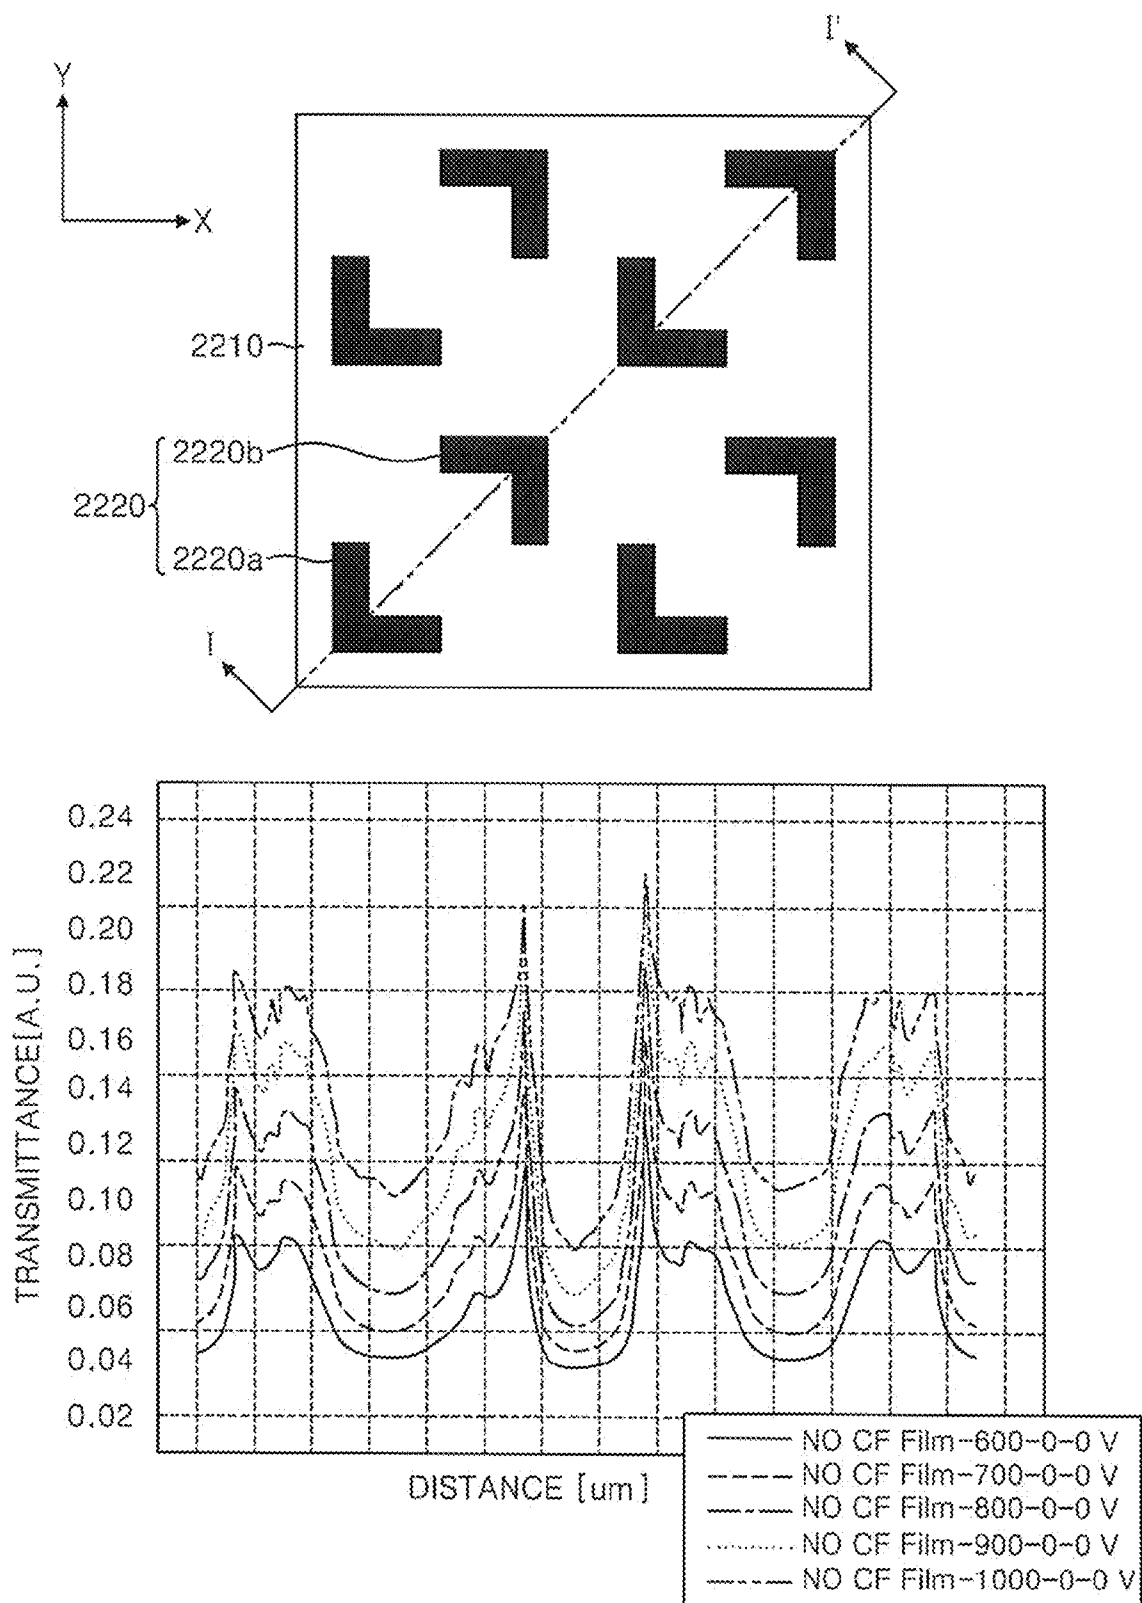 I'
Y
X
2210
2220b
2220
2220a
I
0.24
0.22
0.20
0.18
0.16
0.14
0.12
0.10
0.08
0.06
0.04
0.02
TRANSMITTANCE[A.U.]
DISTANCE [um]
NO CF Film-600-0-0 V
NO CF Film-700-0-0 V
NO CF Film-800-0-0 V
NO CF Film-900-0-0 V
NO CF Film-1000-0-0 V